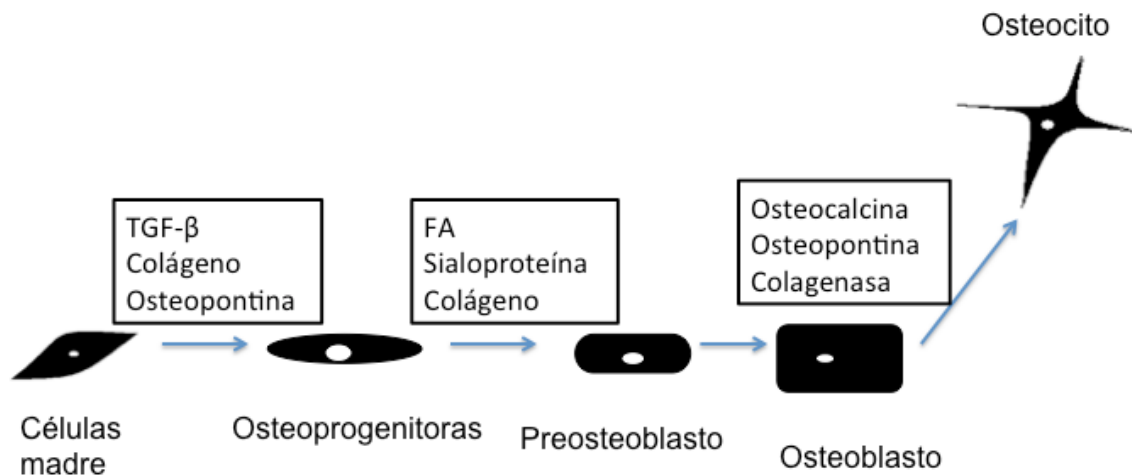 Osteocito
TGF-β
Colágeno
Osteopontina
FA
Sialoproteína
Colágeno
Osteocalcina
Osteopontina
Colagenasa
Células
madre
Osteoprogenitoras
Preosteoblasto
Osteoblasto